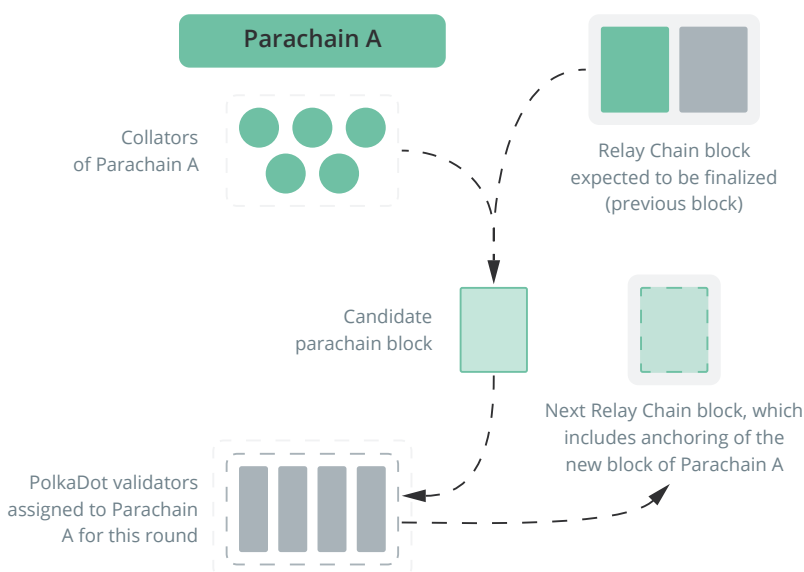 Parachain A
Collators
of Parachain A
Relay Chain block
expected to be finalized
(previous block)
Candidate
parachain block
Next Relay Chain block, which
includes anchoring of the
new block of Parachain A
PolkaDot validators
assigned to Parachain
A for this round